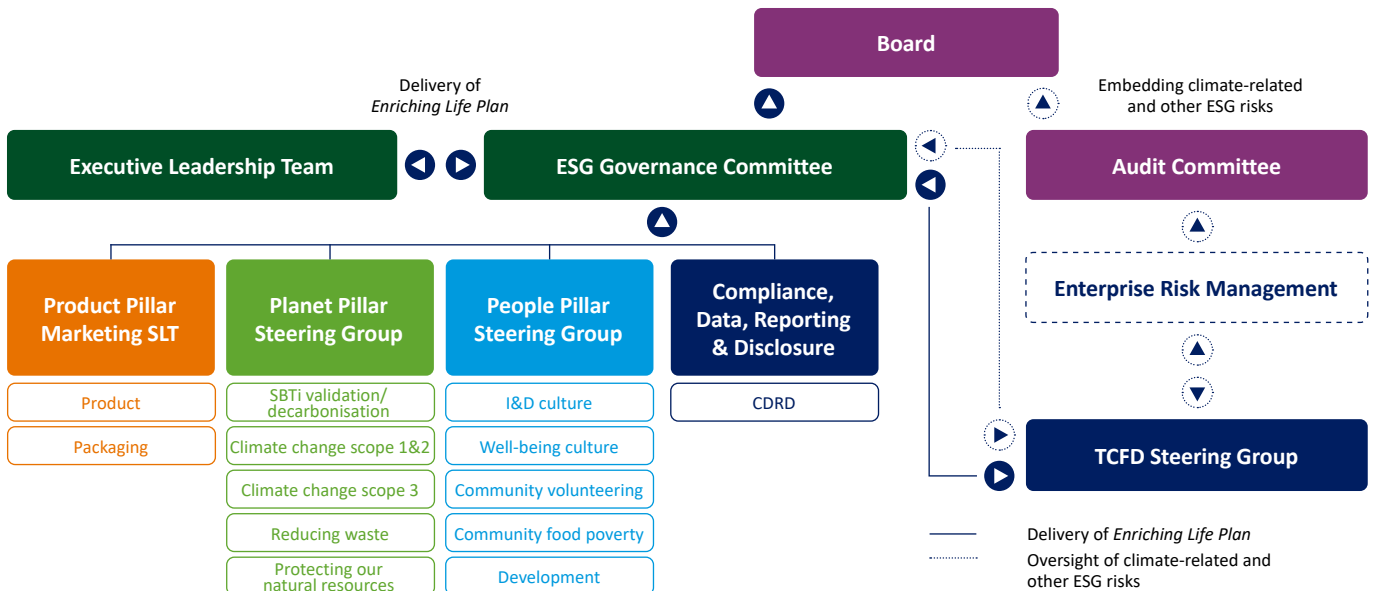 Board
Delivery of
Enriching Life Plan
Embedding climate-related
and other ESG risks
Executive Leadership Team
ESG Governance Committee
Audit Committee
Product Pillar
Marketing SLT
Planet Pillar
Steering Group
People Pillar
Steering Group
Compliance,
Data, Reporting
& Disclosure
Enterprise Risk Management
Product
Packaging
SBTi validation/
decarbonisation
Climate change scope 1&2
Climate change scope 3
Reducing waste
Protecting our
natural resources
I&D culture
Well-being culture
Community volunteering
Community food poverty
Development
CDRD
TCFD Steering Group
Delivery of Enriching Life Plan
Oversight of climate-related and
other ESG risks